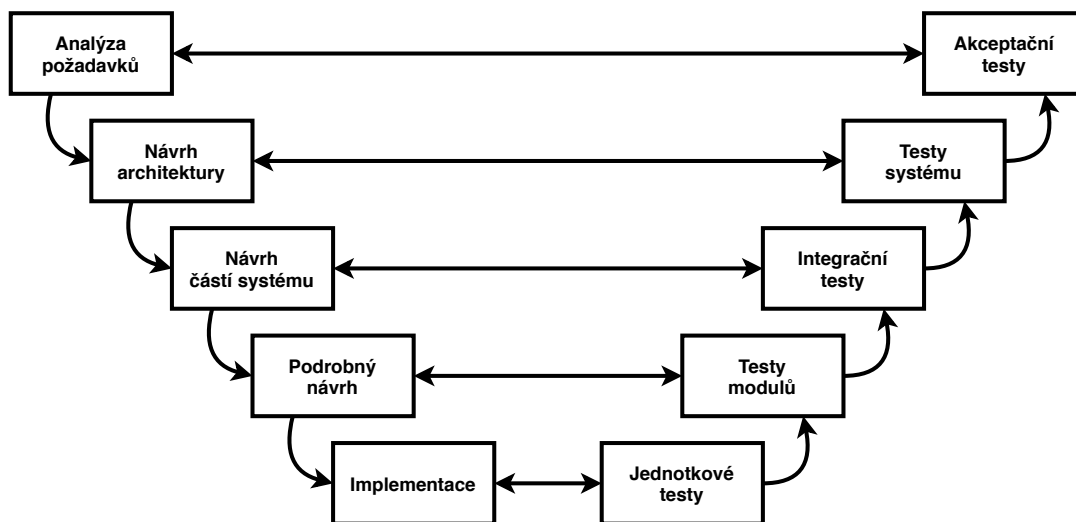 Analýza
požadavků
Akceptační
testy
Návrh
architektury
Testy
systému
Návrh
částí systému
Integrační
testy
Podrobný
návrh
Testy
modulů
Implementace
Jednotkové
testy